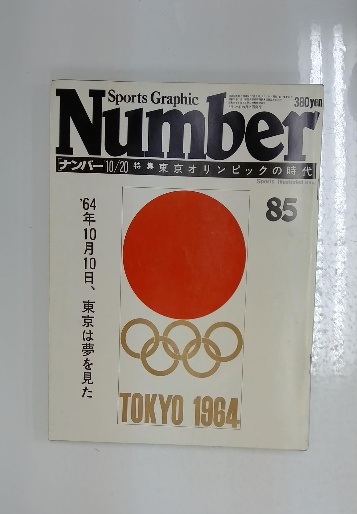 Sports Graphic
380yen
Number
ナンバー 10/20 特集 東京オリンピックの時代
85
'64年10月10日、東京は夢を見た
TOKYO 1964